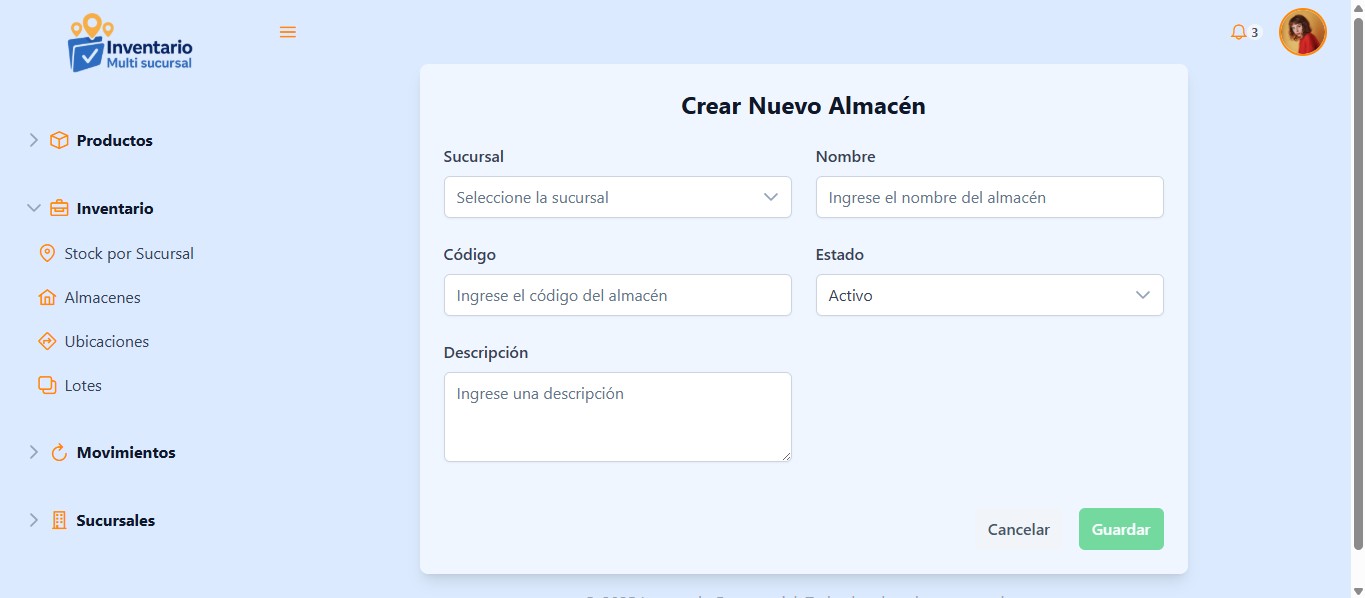 Inventario
Multi sucursal
3
Productos
Inventario
Stock por Sucursal
Almacenes
Ubicaciones
Lotes
Movimientos
Sucursales
Crear Nuevo Almacén
Sucursal
Seleccione la sucursal
Nombre
Ingrese el nombre del almacén
Código
Ingrese el código del almacén
Estado
Activo
Descripción
Ingrese una descripción
Cancelar
Guardar